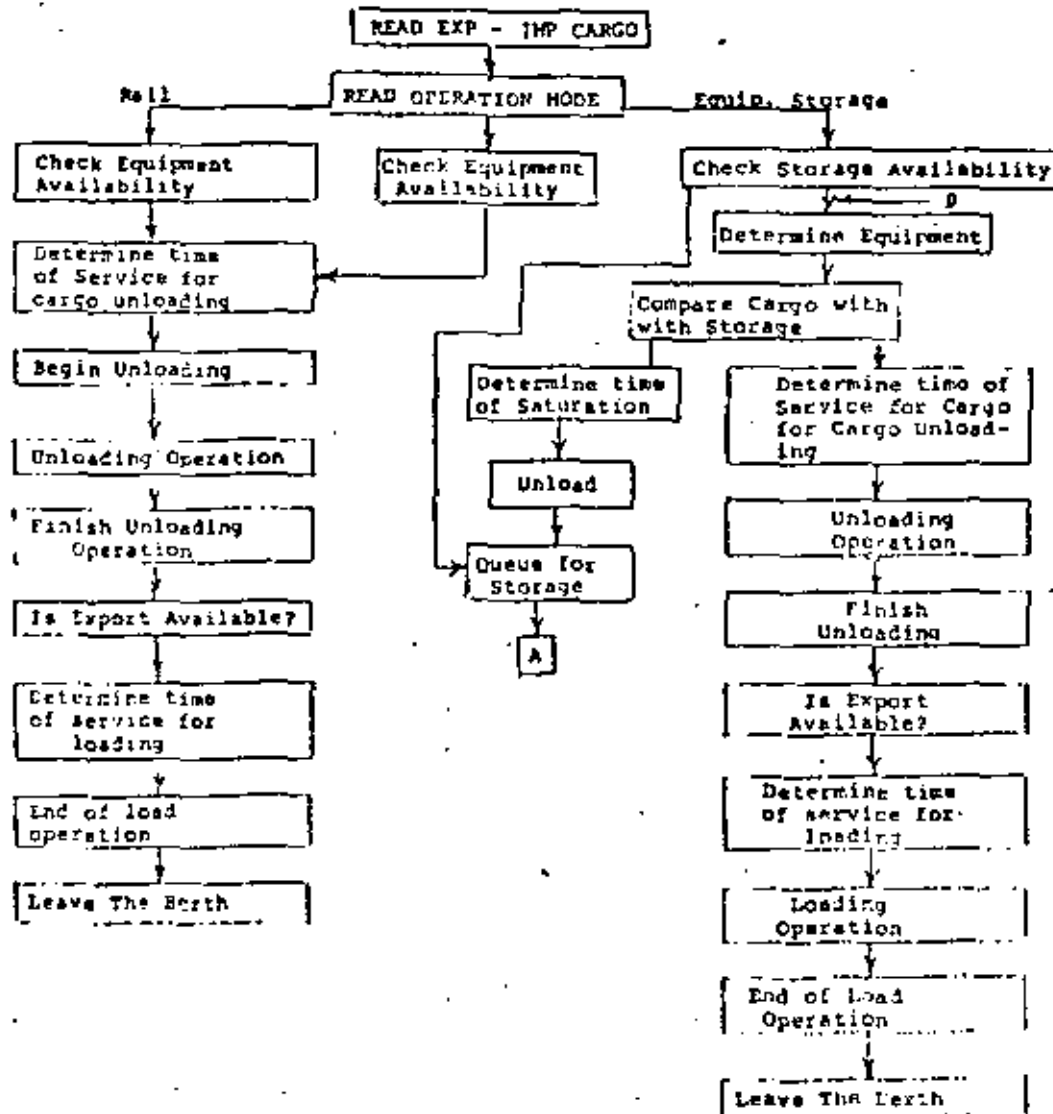 READ EXP - IMP CARGO
Rail
READ OPERATION MODE
Equip. Storage
Check Equipment
Availability
Check Equipment
Availability
Check Storage Availability
Determine Equipment
Determine time
of Service for
cargo unloading
Compare Cargo with
with Storage
Begin Unloading
Determine time
of Saturation
Determine time of
Service for Cargo
for Cargo Unload-
ing
Unloading Operation
Unload
Unloading
Operation
Finish Unloading
Operation
Queue for
Storage
Is Export Available?
Finish
Unloading
A
Determine time
of service for
loading
Is Export
Available?
End of load
operation
Determine time
of service for
loading
Leave The Berth
Loading
Operation
End of Load
Operation
Leave The Berth